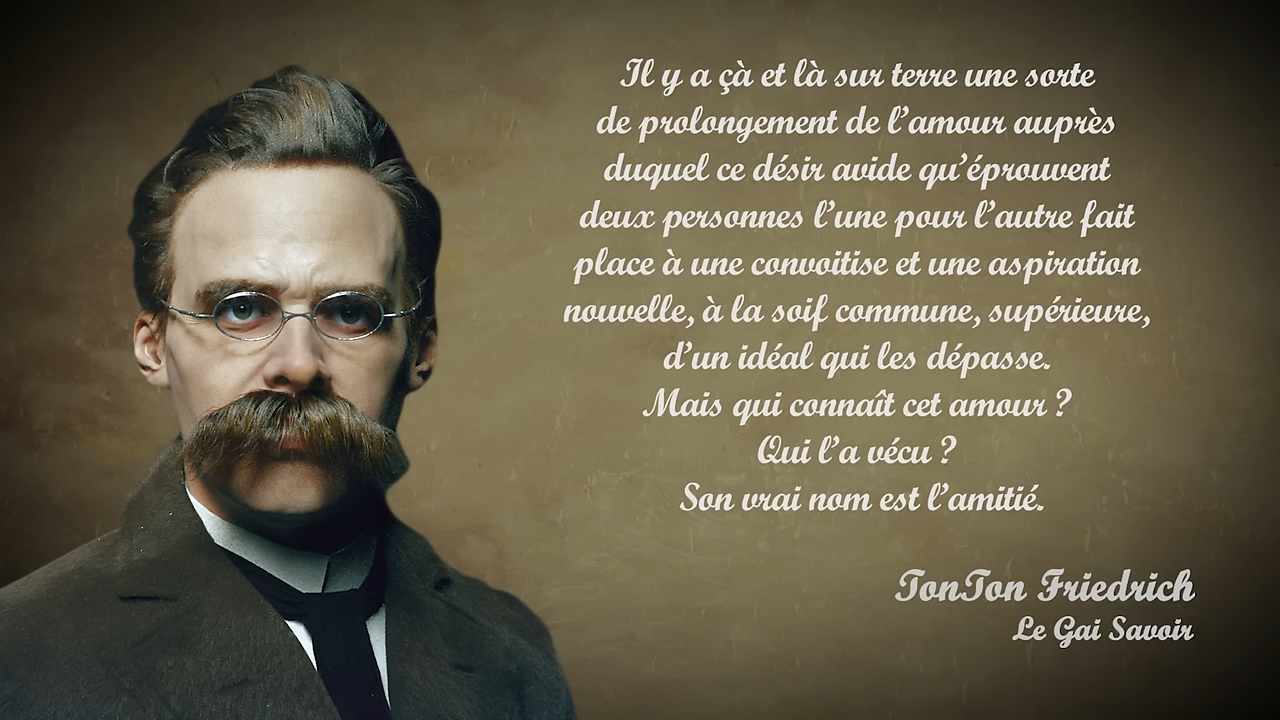 Il y a çà et là sur terre une sorte
de prolongement de l’amour auprès
duquel ce désir avide qu’éprouvent
deux personnes l’une pour l’autre fait
place à une convoitise et une aspiration
nouvelle, à la soif commune, supérieure,
d’un idéal qui les dépasse.
Mais qui connaît cet amour ?
Qui l’a vécu ?
Son vrai nom est l’amitié.
TonTon Friedrich
Le Gai Savoir